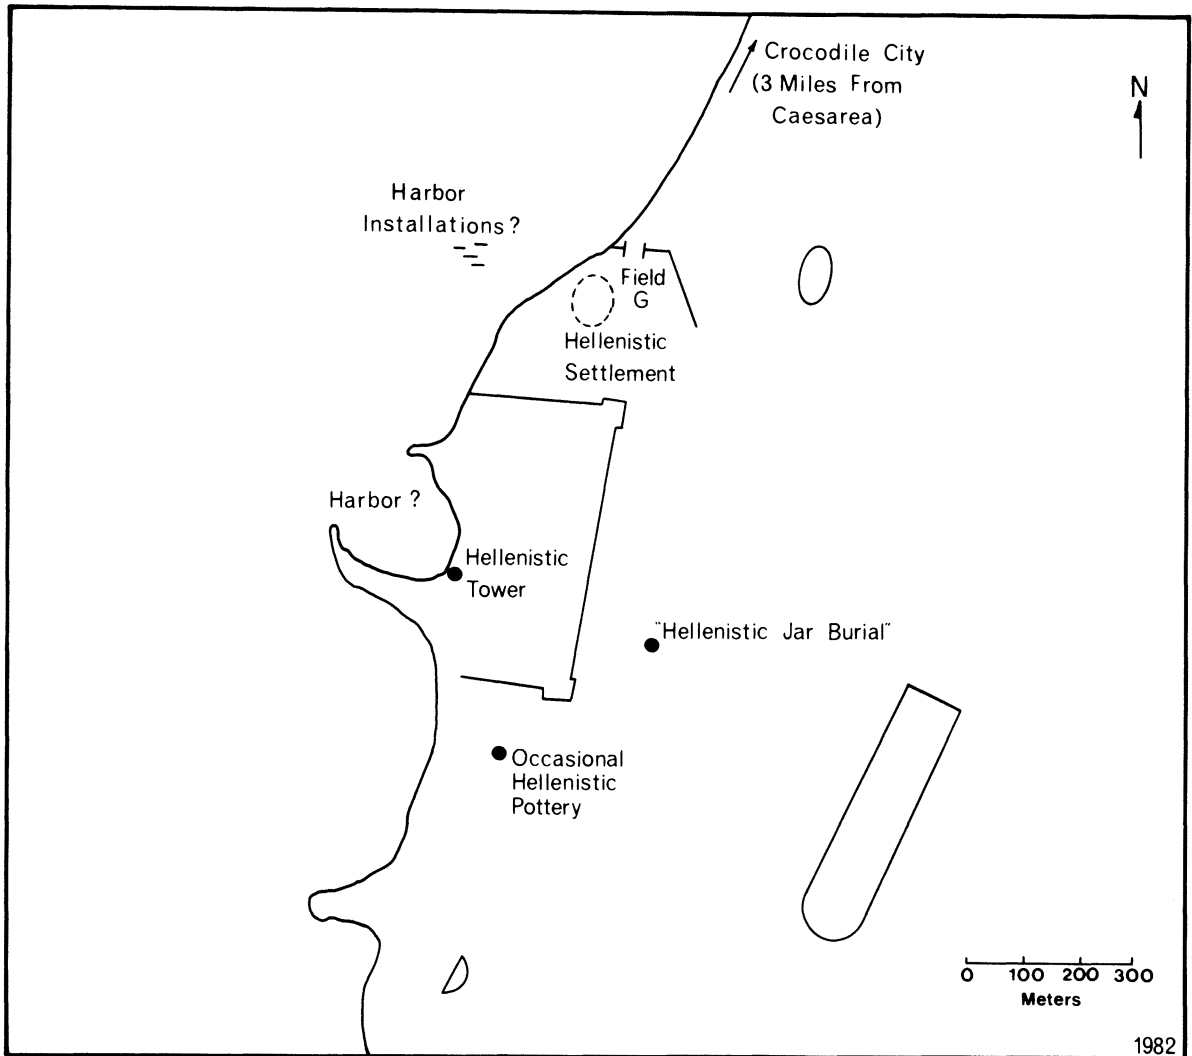 Crocodile City
(3 Miles From
Caesarea)
N
Harbor
Installations?
Field
G
Hellistic
Settlement
Harbor ?
Hellenistic
Tower
"Hellenistic Jar Burial"
Occasional
Hellenistic
Pottery
0 100 200 300
Meters
1982